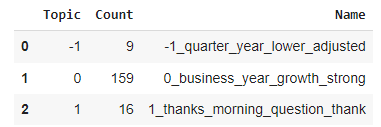 Topic Count Name
0 -1 9 -1_quarter_year_lower_adjusted
1 0 159 0_business_year_growth_strong
2 1 16 1_thanks_morning_question_thank